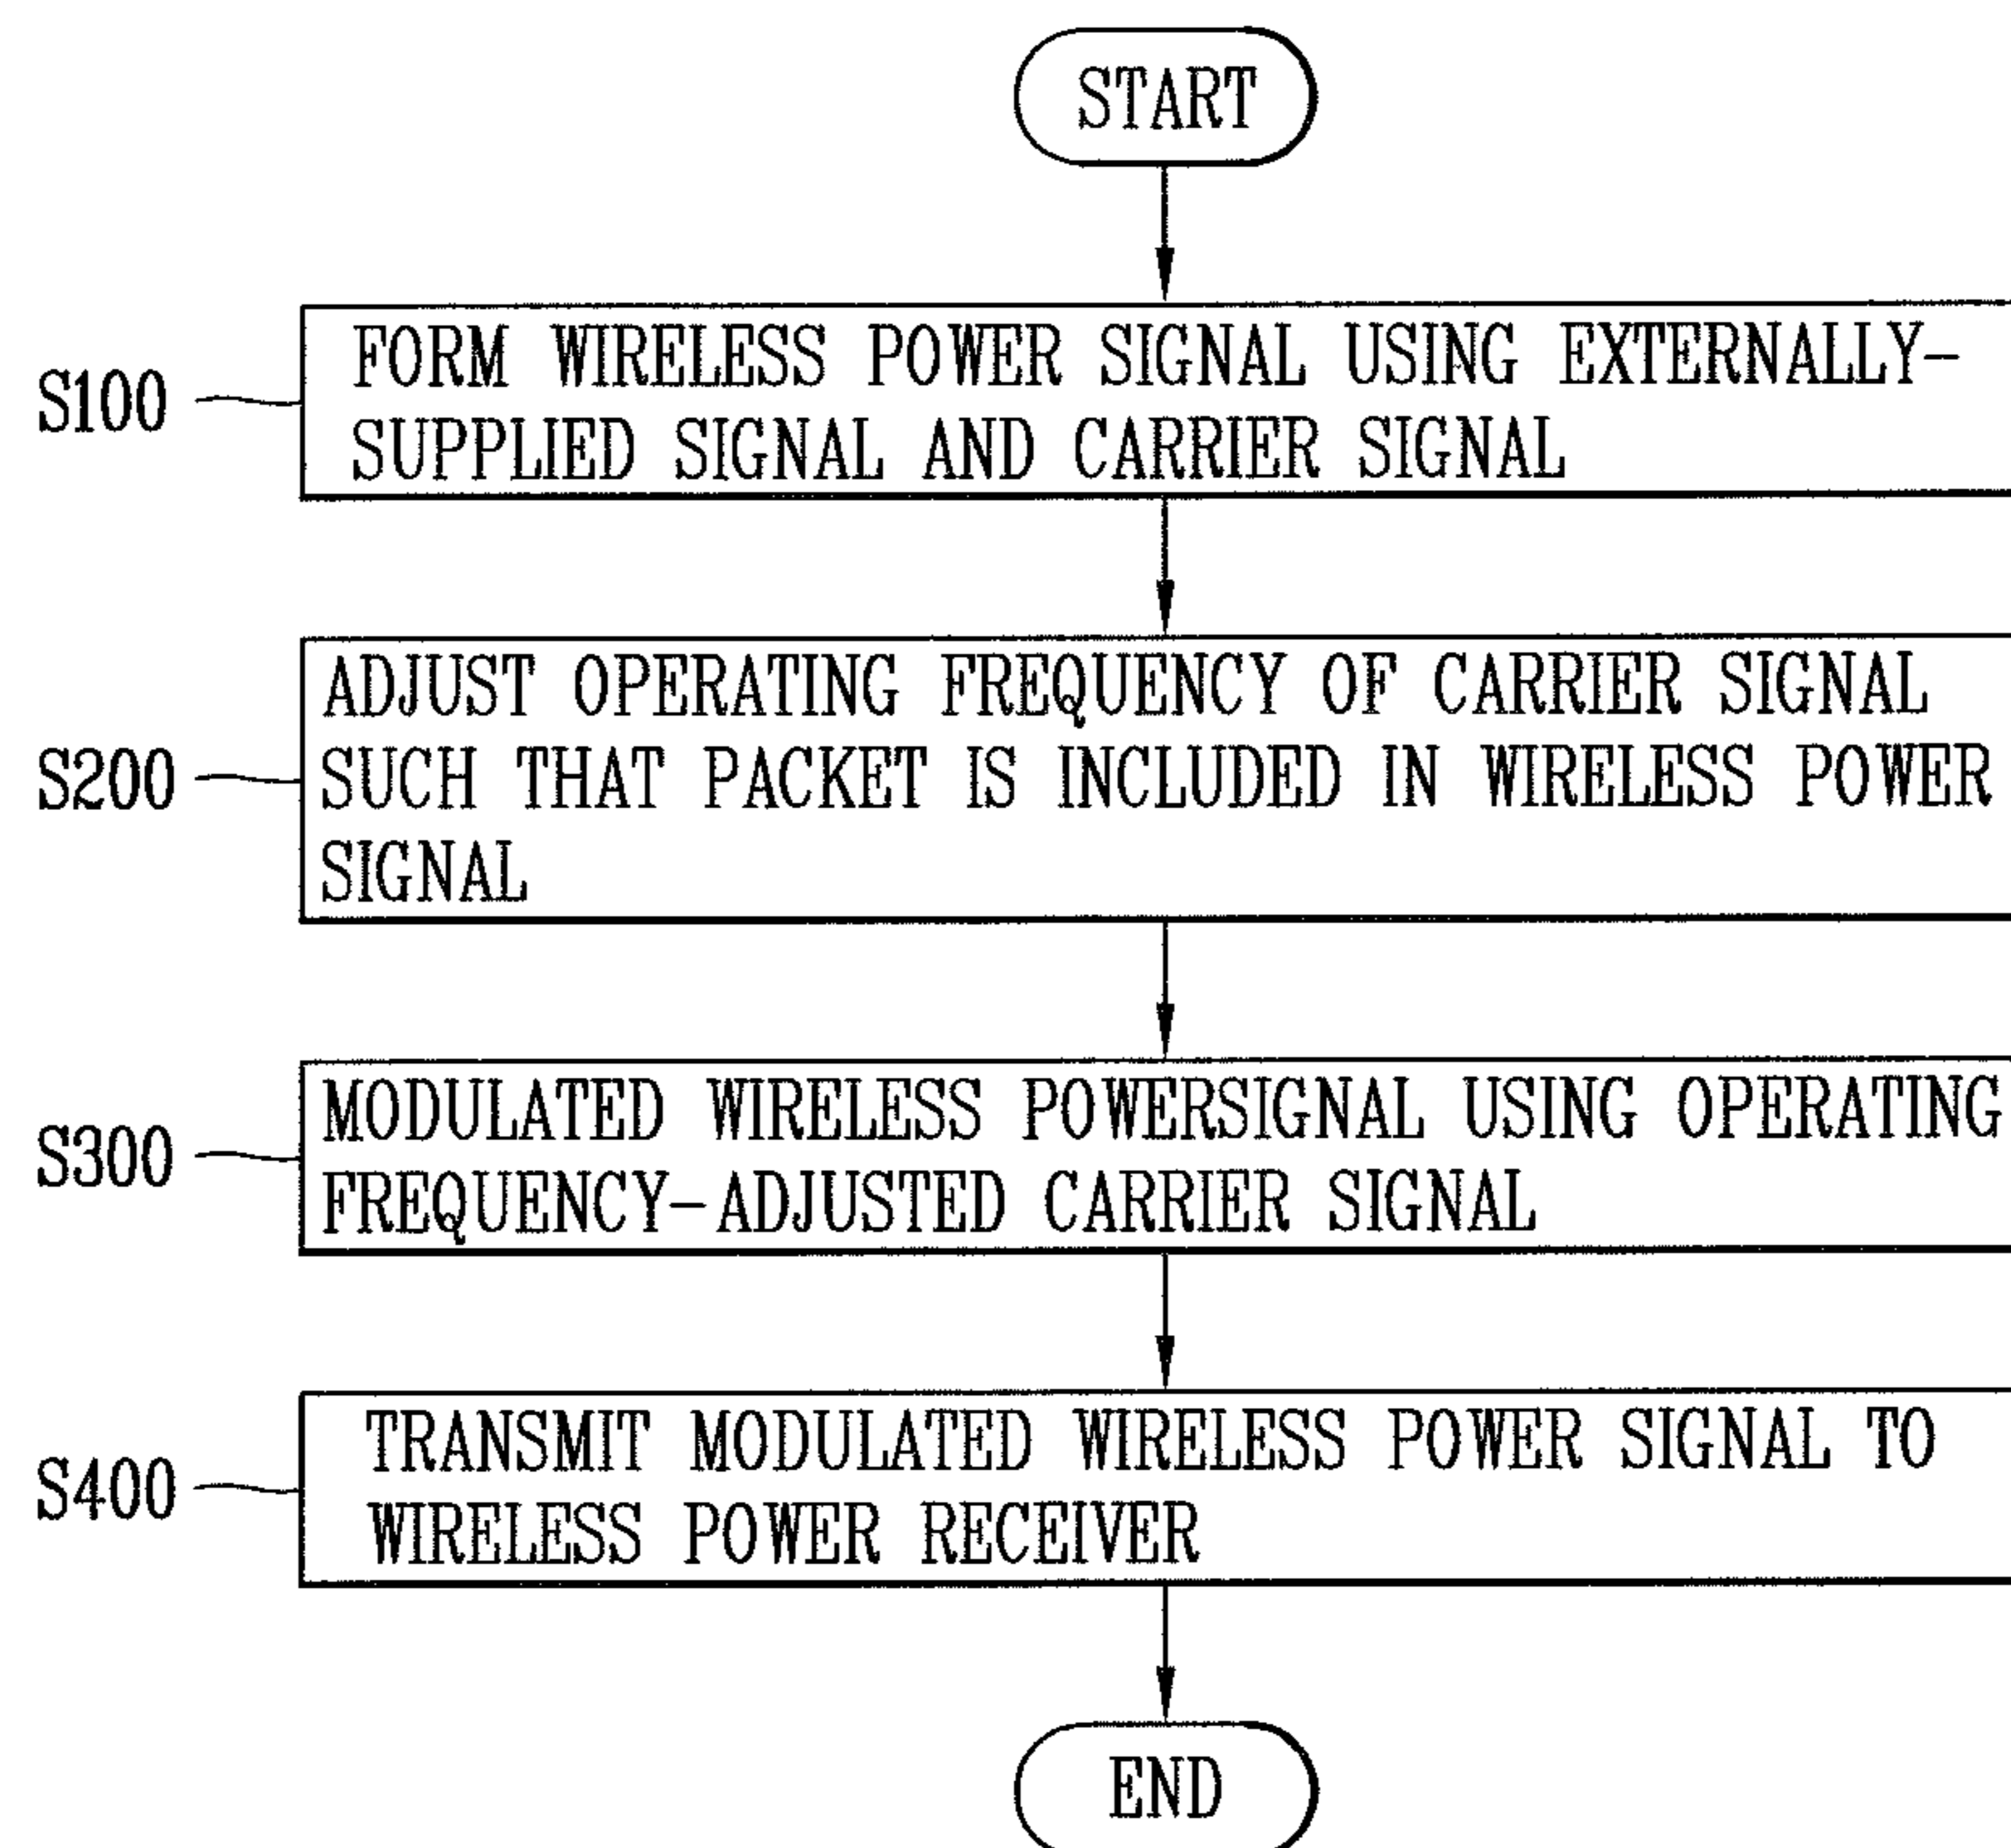 START
S100
FORM WIRELESS POWER SIGNAL USING EXTERNALLY-
SUPPLIED SIGNAL AND CARRIER SIGNAL
S200
ADJUST OPERATING FREQUENCY OF CARRIER SIGNAL
SUCH THAT PACKET IS INCLUDED IN WIRELESS POWER
SIGNAL
S300
MODULATED WIRELESS POWERSIGNAL USING OPERATING
FREQUENCY-ADJUSTED CARRIER SIGNAL
S400
TRANSMIT MODULATED WIRELESS POWER SIGNAL TO
WIRELESS POWER RECEIVER
END